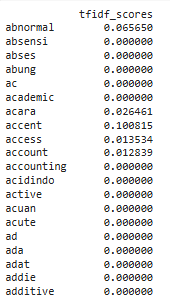 tfidf_scores
abnormal 0.065650
absensi 0.000000
abses 0.000000
abung 0.000000
ac 0.000000
academic 0.000000
acara 0.026461
accent 0.100815
access 0.013534
account 0.012839
accounting 0.000000
acidindo 0.000000
active 0.000000
acuan 0.000000
acute 0.000000
ad 0.000000
ada 0.000000
adat 0.000000
addie 0.000000
additive 0.000000